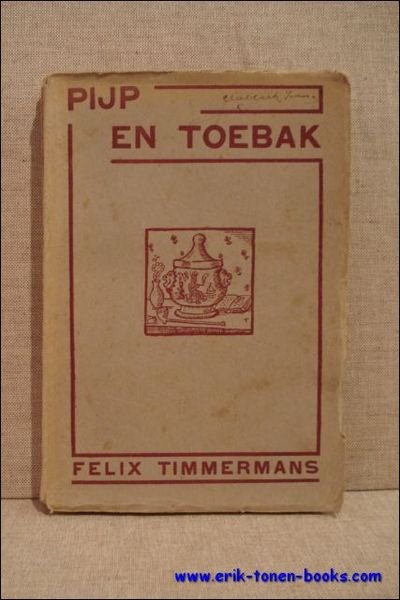 PIJP
EN TOEBAK
FELIX TIMMERMANS
www.erik-tonen-books.com